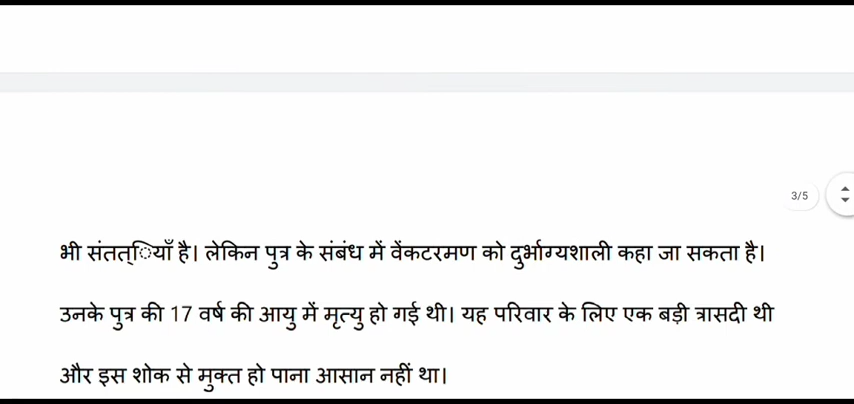 3/5
भी संतत्‌ियाँ है। लेकिन पुत्र के संबंध में वेंकटरमण को दुर्भाग्यशाली कहा जा सकता है।
उनके पुत्र की 17 वर्ष की आयु में मृत्यु हो गई थी। यह परिवार के लिए एक बड़ी त्रासदी थी
और इस शोक से मुक्त हो पाना आसान नहीं था।